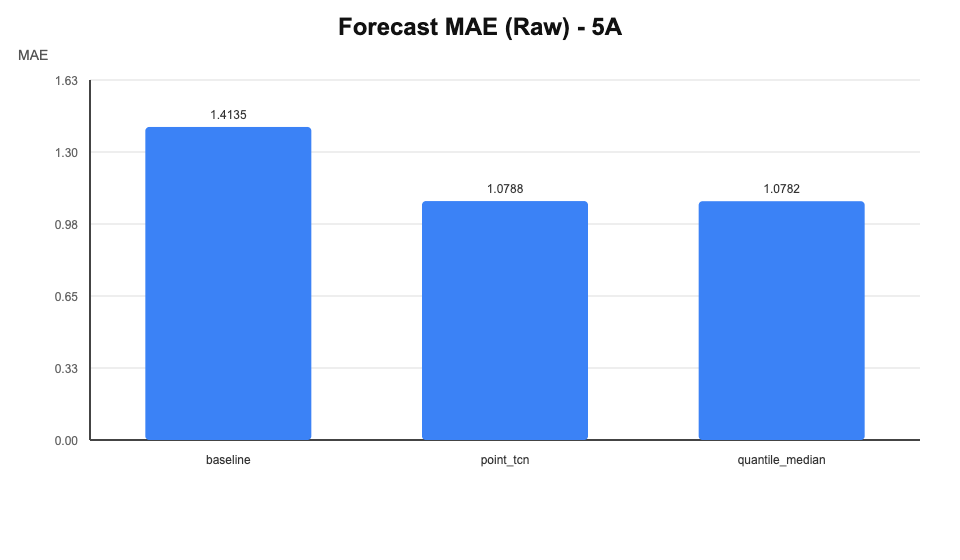 Forecast MAE (Raw) - 5A
MAE
1.63
1.30
0.98
0.65
0.33
0.00
1.4135
1.0788
1.0782
baseline
point_tcn
quantile_median